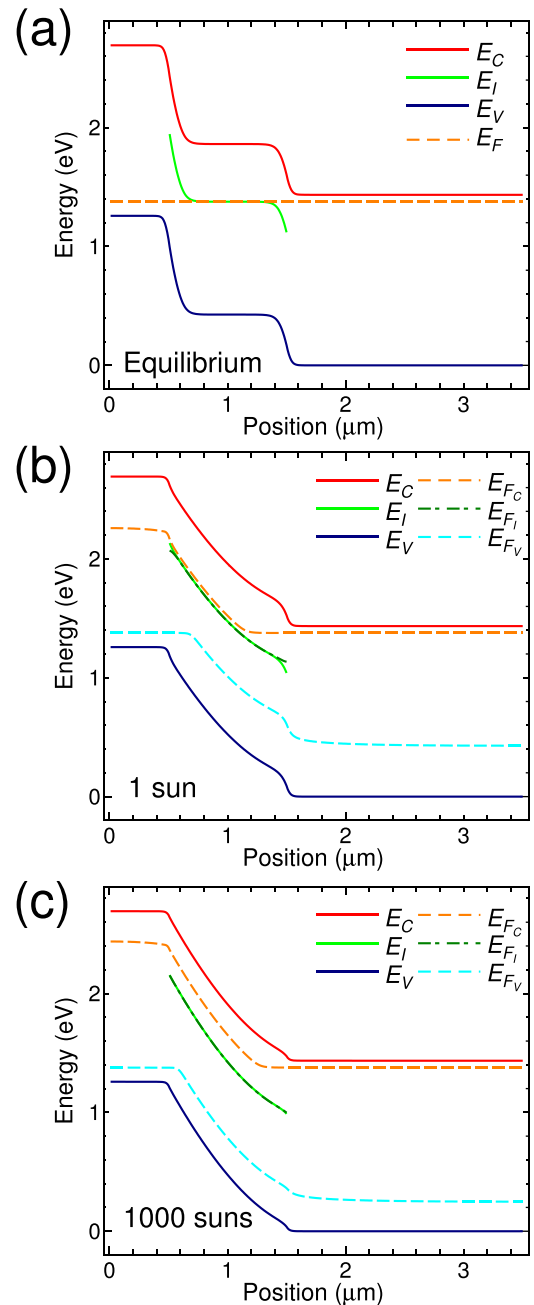 (a)
E_C
E_I
E_V
E_F
2
1
0
Energy (eV)
Equilibrium
0 1 2 3
Position (μm)
(b)
E_C E_{F_C}
E_I E_{F_I}
E_V E_{F_V}
2
1
0
Energy (eV)
1 sun
0 1 2 3
Position (μm)
(c)
E_C E_{F_C}
E_I E_{F_I}
E_V E_{F_V}
2
1
0
Energy (eV)
1000 suns
0 1 2 3
Position (μm)